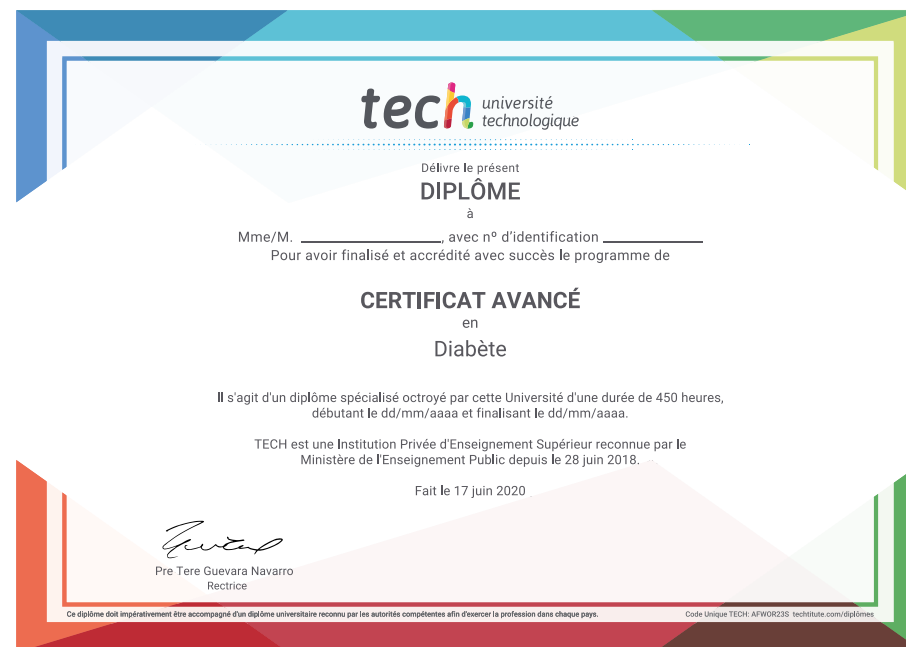 tech université
technologique
Délivre le présent
DIPLÔME
à
Mme/M. ____________________, avec nº d'identification ______________
Pour avoir finalisé et accrédité avec succès le programme de
CERTIFICAT AVANCÉ
en
Diabète
Il s'agit d'un diplôme spécialisé octroyé par cette Université d'une durée de 450 heures,
débutant le dd/mm/aaaa et finalisant le dd/mm/aaaa.
TECH est une Institution Privée d'Enseignement Supérieur reconnue par le
Ministère de l'Enseignement Public depuis le 28 juin 2018.
Fait le 17 juin 2020
Pre Tere Guevara Navarro
Rectrice
Ce diplôme doit impérativement être accompagné d'un diplôme universitaire reconnu par les autorités compétentes afin d'exercer la profession dans chaque pays.
Code Unique TECH: AFWOR23S techtitute.com/diplômes